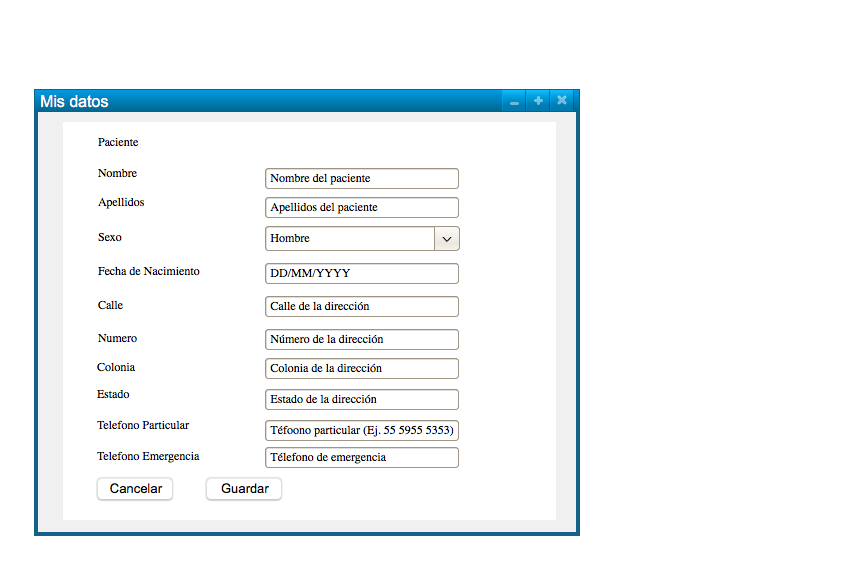 Mis datos
Paciente
Nombre
Nombre del paciente
Apellidos
Apellidos del paciente
Sexo
Hombre
Fecha de Nacimiento
DD/MM/YYYY
Calle
Calle de la dirección
Numero
Número de la dirección
Colonia
Colonia de la dirección
Estado
Estado de la dirección
Telefono Particular
Téfoono particular (Ej. 55 5955 5353)
Telefono Emergencia
Télefono de emergencia
Cancelar
Guardar